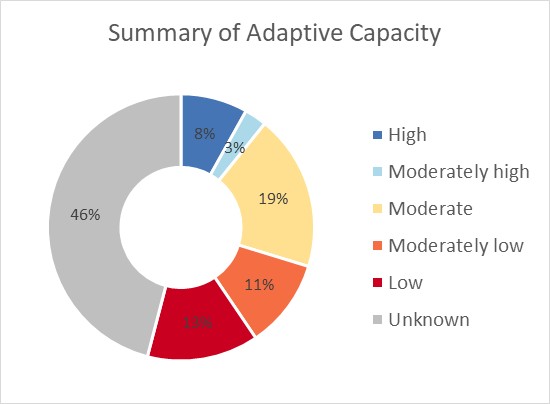 Summary of Adaptive Capacity
8%
3%
19%
11%
13%
46%
High
Moderately high
Moderate
Moderately low
Low
Unknown